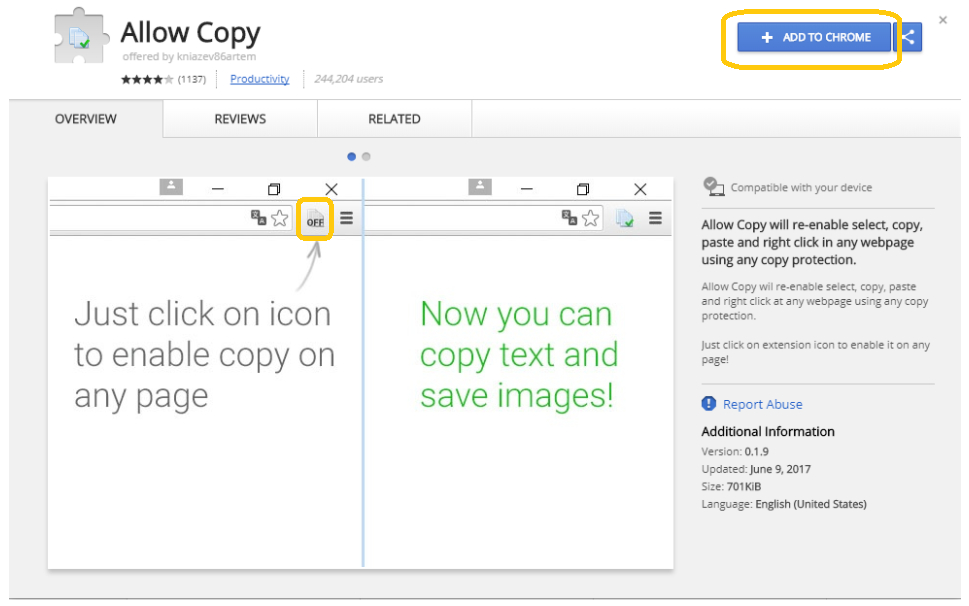 Allow Copy
offered by kniazev86artem
(1137)
Productivity
244,204 users
ADD TO CHROME
OVERVIEW
REVIEWS
RELATED
OFF
Just click on icon
to enable copy on
any page
Now you can
copy text and
save images!
Compatible with your device
Allow Copy will re-enable select, copy,
paste and right click in any webpage
using any copy protection.
Allow Copy wil re-enable select, copy, paste
and right click at any webpage using any copy
protection.
Just click on extension icon to enable it on any
page!
Report Abuse
Additional Information
Version: 0.1.9
Updated: June 9, 2017
Size: 701KiB
Language: English (United States)